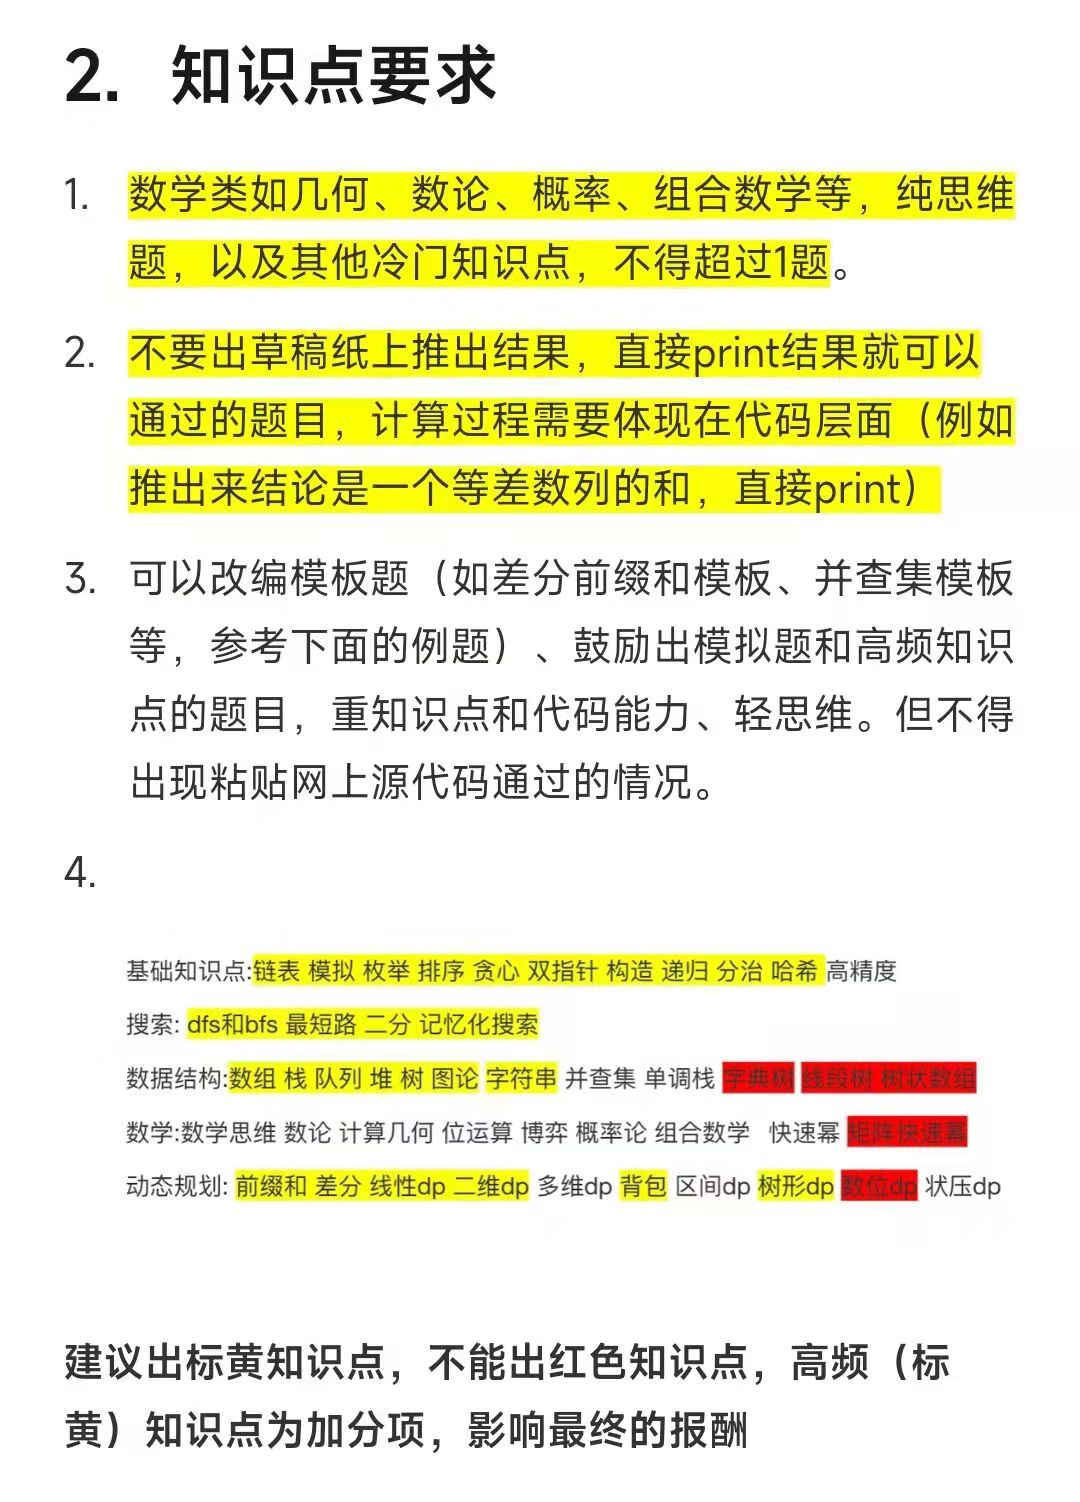 2. 知识点要求
1. 数学类如几何、数论、概率、组合数学等，纯思维
题，以及其他冷门知识点，不得超过1题。
2. 不要出草稿纸上推出结果，直接print结果就可以
通过的题目，计算过程需要体现在代码层面（例如
推出来结论是一个等差数列的和，直接print）
3. 可以改编模板题（如差分前缀和模板、并查集模板
等，参考下面的例题）、鼓励出模拟题和高频知识
点的题目，重知识点和代码能力、轻思维。但不得
出现粘贴网上源代码通过的情况。
4.
基础知识点:链表 模拟 枚举 排序 贪心 双指针 构造 递归 分治 哈希 高精度
搜索: dfs和bfs 最短路 二分 记忆化搜索
数据结构:数组 栈 队列 堆 树 图论 字符串 并查集 单调栈 字典树 线段树 树状数组
数学:数学思维 数论 计算几何 位运算 博弈 概率论 组合数学 快速幂 矩阵快速幂
动态规划: 前缀和 差分 线性dp 二维dp 多维dp 背包 区间dp 树形dp 数位dp 状压dp
建议出标黄知识点，不能出红色知识点，高频（标
黄）知识点为加分项，影响最终的报酬